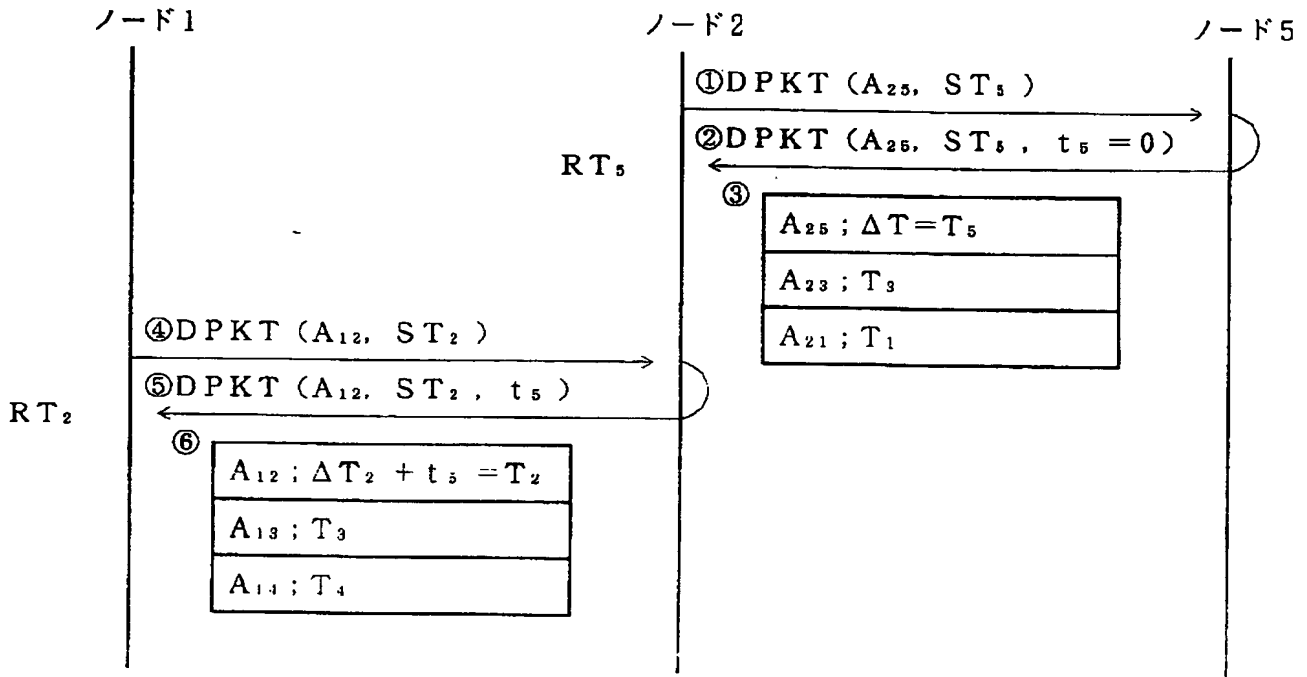 ノード1
ノード2
ノード5
①DPKT (A₂₅, ST₅)
②DPKT (A₂₅, ST₅, t₅=0)
RT₅
③
A₂₅;ΔT=T₅
A₂₃;T₃
A₂₁;T₁
④DPKT (A₁₂, ST₂)
⑤DPKT (A₁₂, ST₂, t₅)
RT₂
⑥
A₁₂;ΔT₂+t₅=T₂
A₁₃;T₃
A₁₄;T₄